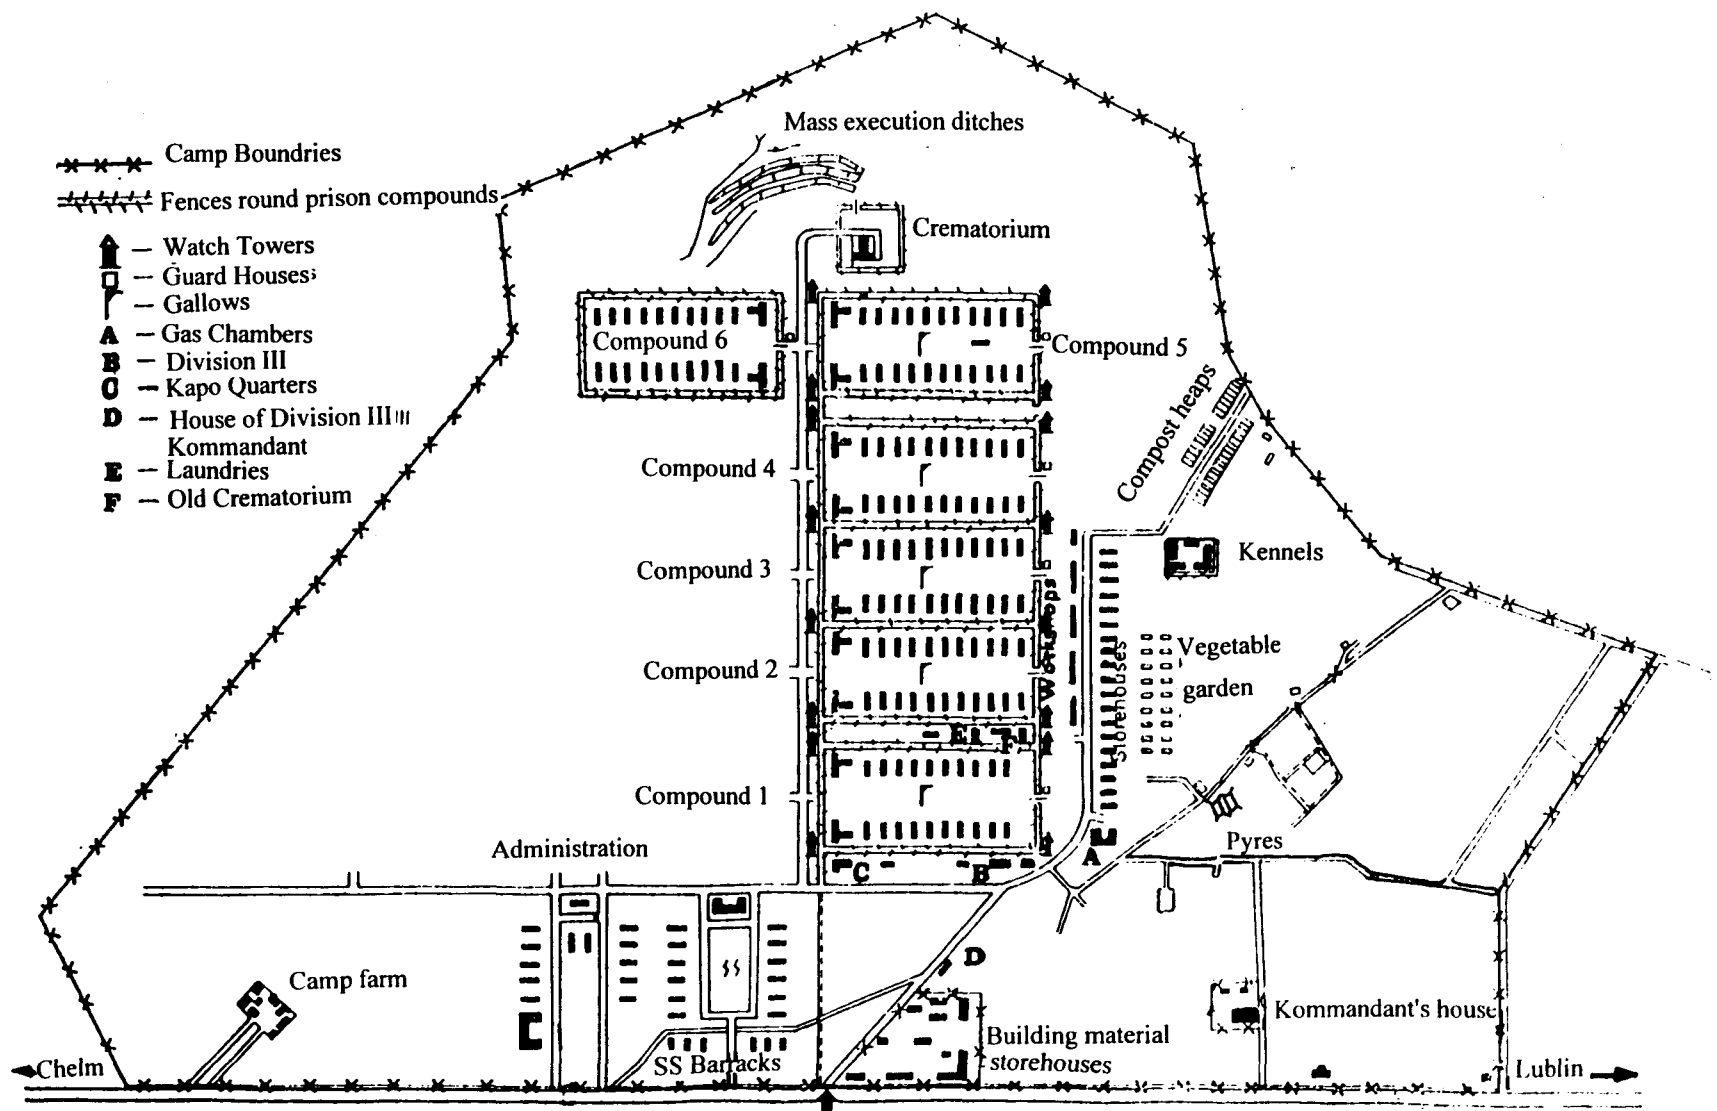 Mass execution ditches
Camp Boundries
Fences round prison compounds
— Watch Towers
— Guard Houses
— Gallows
A — Gas Chambers
B — Division III
C — Kapo Quarters
D — House of Division III
Kommandant
E — Laundries
F — Old Crematorium
Crematorium
Compound 6
Compound 5
Compost heaps
Compound 4
Kennels
Compound 3
Workshops
Storehouses
Vegetable
garden
Compound 2
E
F
Compound 1
Pyres
A
Administration
C
B
D
Camp farm
Kommandant's house
Building material
storehouses
SS Barracks
Chelm
Lublin